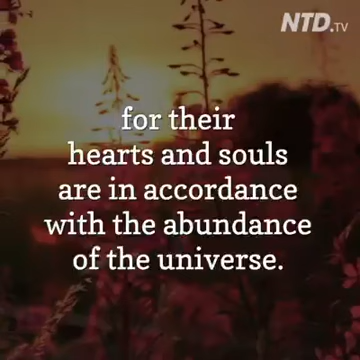 NTD.TV
for their
hearts and souls
are in accordance
with the abundance
of the universe.